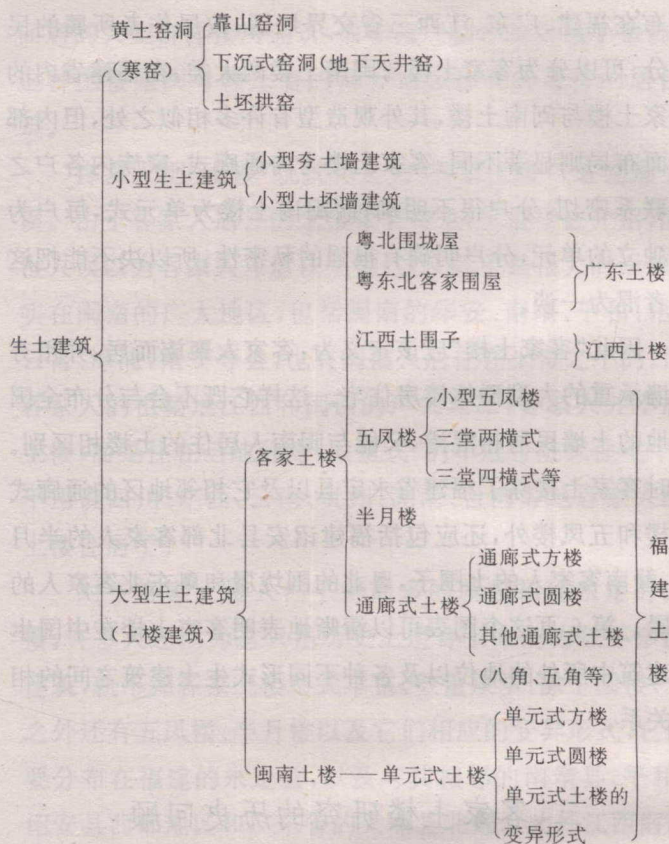 黄土窑洞 靠山窑洞
(寒窑) 下沉式窑洞(地下天井窑)
土坯拱窑
小型生土建筑 小型夯土墙建筑
小型土坯墙建筑
粤北围垅屋
粤东北客家围屋 广东土楼
生土建筑 江西土围子 江西土楼
小型五凤楼
客家土楼 五凤楼 三堂两横式
三堂四横式等
半月楼
大型生土建筑 通廊式方楼
(土楼建筑) 通廊式土楼 通廊式圆楼
其他通廊式土楼
(八角、五角等)
福建土楼
单元式方楼
闽南土楼——单元式土楼 单元式圆楼
单元式土楼的
变异形式